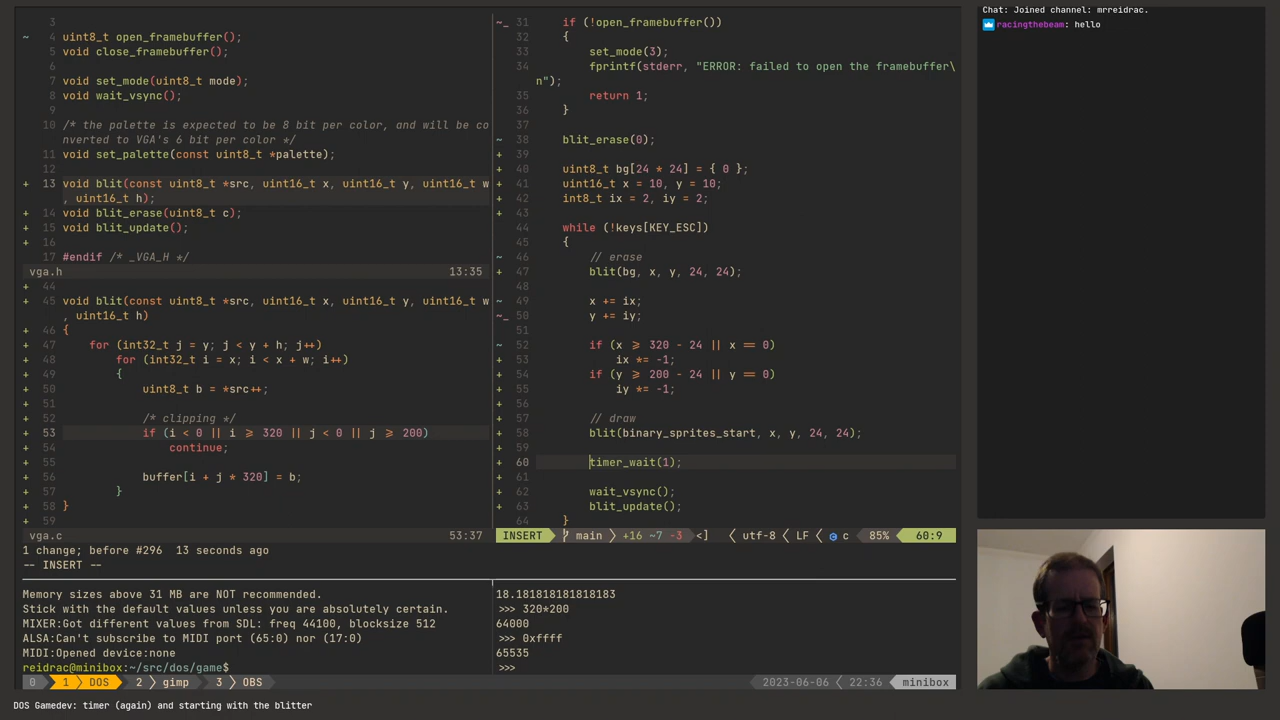 3
~ 4 uint8_t open_framebuffer();
5 void close_framebuffer();
6
7 void set_mode(uint8_t mode);
8 void wait_vsync();
9
10 /* the palette is expected to be 8 bit per color, and will be co
nverted to VGA's 6 bit per color */
11 void set_palette(const uint8_t *palette);
12
+ 13 void blit(const uint8_t *src, uint16_t x, uint16_t y, uint16_t w
, uint16_t h);
+ 14 void blit_erase(uint8_t c);
+ 15 void blit_update();
+ 16
17 #endif /* _VGA_H */
vga.h 13:35
+ 44
+ 45 void blit(const uint8_t *src, uint16_t x, uint16_t y, uint16_t w
, uint16_t h)
+ 46 {
+ 47 for (int32_t j = y; j < y + h; j++)
+ 48 for (int32_t i = x; i < x + w; i++)
+ 49 {
+ 50 uint8_t b = *src++;
+ 51
+ 52 /* clipping */
+ 53 if (i < 0 || i >= 320 || j < 0 || j >= 200)
+ 54 continue;
+ 55
+ 56 buffer[i + j * 320] = b;
+ 57 }
+ 58 }
+ 59
vga.c 53:37
~_ 31 if (!open_framebuffer())
32 {
33 set_mode(3);
34 fprintf(stderr, "ERROR: failed to open the framebuffer\
n");
35 return 1;
36 }
37
~ 38 blit_erase(0);
+ 39
+ 40 uint8_t bg[24 * 24] = { 0 };
+ 41 uint16_t x = 10, y = 10;
+ 42 int8_t ix = 2, iy = 2;
+ 43
44 while (!keys[KEY_ESC])
45 {
~ 46 // erase
+ 47 blit(bg, x, y, 24, 24);
48
~ 49 x += ix;
~_ 50 y += iy;
51
~ 52 if (x >= 320 - 24 || x == 0)
+ 53 ix *= -1;
+ 54 if (y >= 200 - 24 || y == 0)
+ 55 iy *= -1;
+ 56
+ 57 // draw
+ 58 blit(binary_sprites_start, x, y, 24, 24);
+ 59
+ 60 timer_wait(1);
+ 61
+ 62 wait_vsync();
+ 63 blit_update();
64 }
INSERT main +16 ~7 -3 <] utf-8 LF c 85% 60:9
1 change; before #296 13 seconds ago
-- INSERT --
Memory sizes above 31 MB are NOT recommended.
Stick with the default values unless you are absolutely certain.
MIXER:Got different values from SDL: freq 44100, blocksize 512
ALSA:Can't subscribe to MIDI port (65:0) nor (17:0)
MIDI:Opened device:none
reidrac@minibox:~/src/dos/game$
18.181818181818183
>>> 320*200
64000
>>> 0xffff
65535
>>>
0 1 DOS 2 gimp 3 OBS 2023-06-06 22:36 minibox
DOS Gamedev: timer (again) and starting with the blitter
Chat: Joined channel: mrreidrac.
racingthebeam: hello